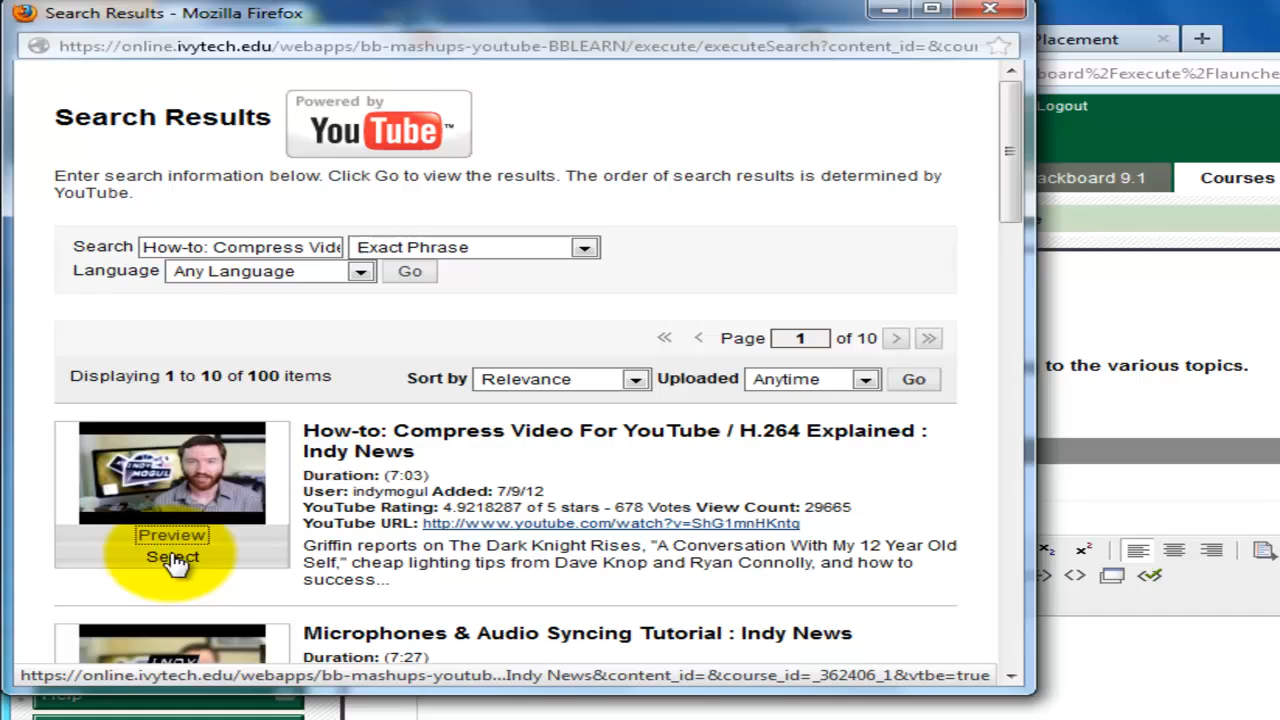 Search Results - Mozilla Firefox
https://online.ivytech.edu/webapps/bb-mashups-youtube-BBLEARN/execute/executeSearch?content_id=&cour
Placement
board%2Fexecute%2Flaunche
Logout
ackboard 9.1
Courses
Search Results
Powered by
YouTube™
Enter search information below. Click Go to view the results. The order of search results is determined by
YouTube.
Search How-to: Compress Vide Exact Phrase
Language Any Language Go
Page 1 of 10
Displaying 1 to 10 of 100 items
Sort by Relevance Uploaded Anytime Go
to the various topics.
INDY MOGUL
Preview
Select
How-to: Compress Video For YouTube / H.264 Explained :
Indy News
Duration: (7:03)
User: indymogul Added: 7/9/12
YouTube Rating: 4.9218287 of 5 stars - 678 Votes View Count: 29665
YouTube URL: http://www.youtube.com/watch?v=ShG1mnHKntg
Griffin reports on The Dark Knight Rises, "A Conversation With My 12 Year Old
Self," cheap lighting tips from Dave Knop and Ryan Connolly, and how to
success...
Microphones & Audio Syncing Tutorial : Indy News
Duration: (7:27)
https://online.ivytech.edu/webapps/bb-mashups-youtub...Indy News&content_id=&course_id=_362406_1&vtbe=true
Help